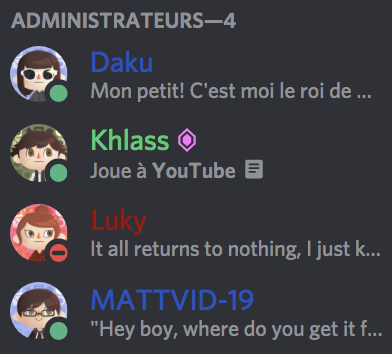 ADMINISTRATEURS—4
Daku
Mon petit! C'est moi le roi de ...
Khlass
Joue à YouTube
Luky
It all returns to nothing, I just k...
MATTVID-19
"Hey boy, where do you get it f...